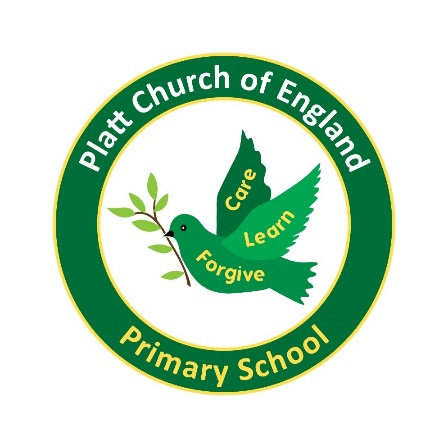 Platt Church of England
Care
Learn
Forgive
Primary School